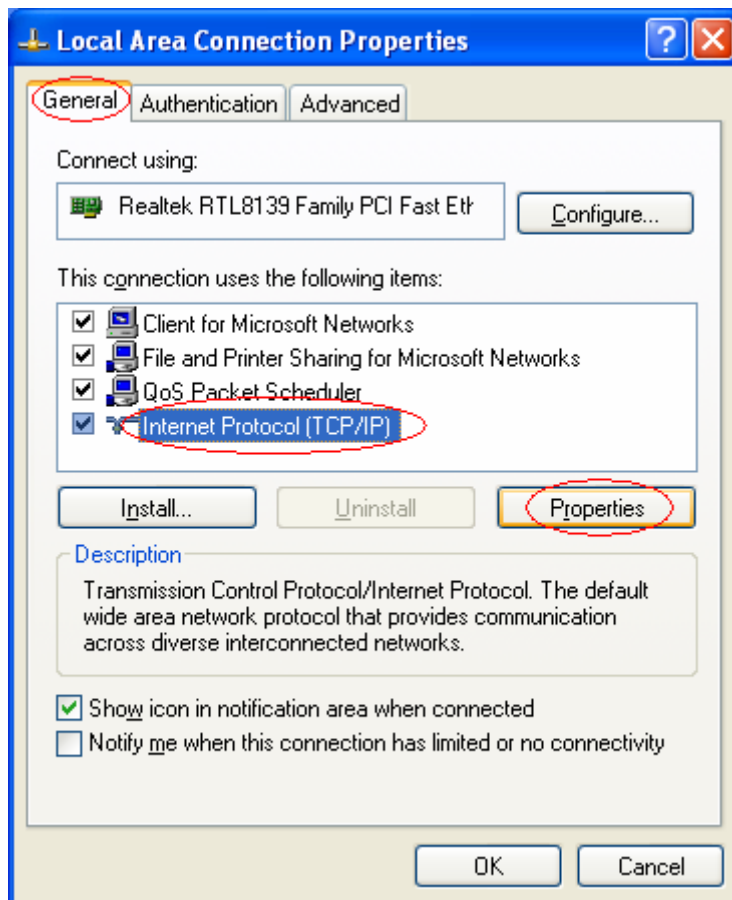 Local Area Connection Properties
General Authentication Advanced
Connect using:
Realtek RTL8139 Family PCI Fast Eth
Configure...
This connection uses the following items:
Client for Microsoft Networks
File and Printer Sharing for Microsoft Networks
QoS Packet Scheduler
Internet Protocol (TCP/IP)
Install... Uninstall Properties
Description
Transmission Control Protocol/Internet Protocol. The default
wide area network protocol that provides communication
across diverse interconnected networks.
Show icon in notification area when connected
Notify me when this connection has limited or no connectivity
OK Cancel